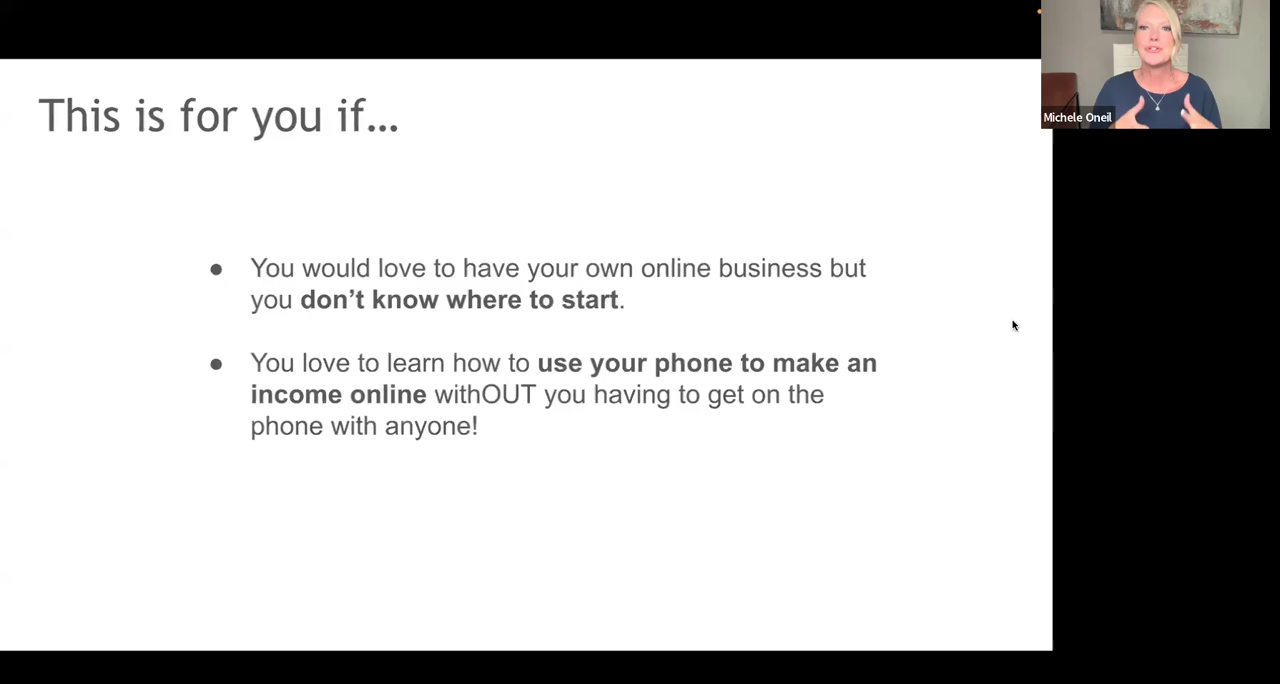 This is for you if…
● You would love to have your own online business but
you don’t know where to start.
● You love to learn how to use your phone to make an
income online withOUT you having to get on the
phone with anyone!
Michele Oneil